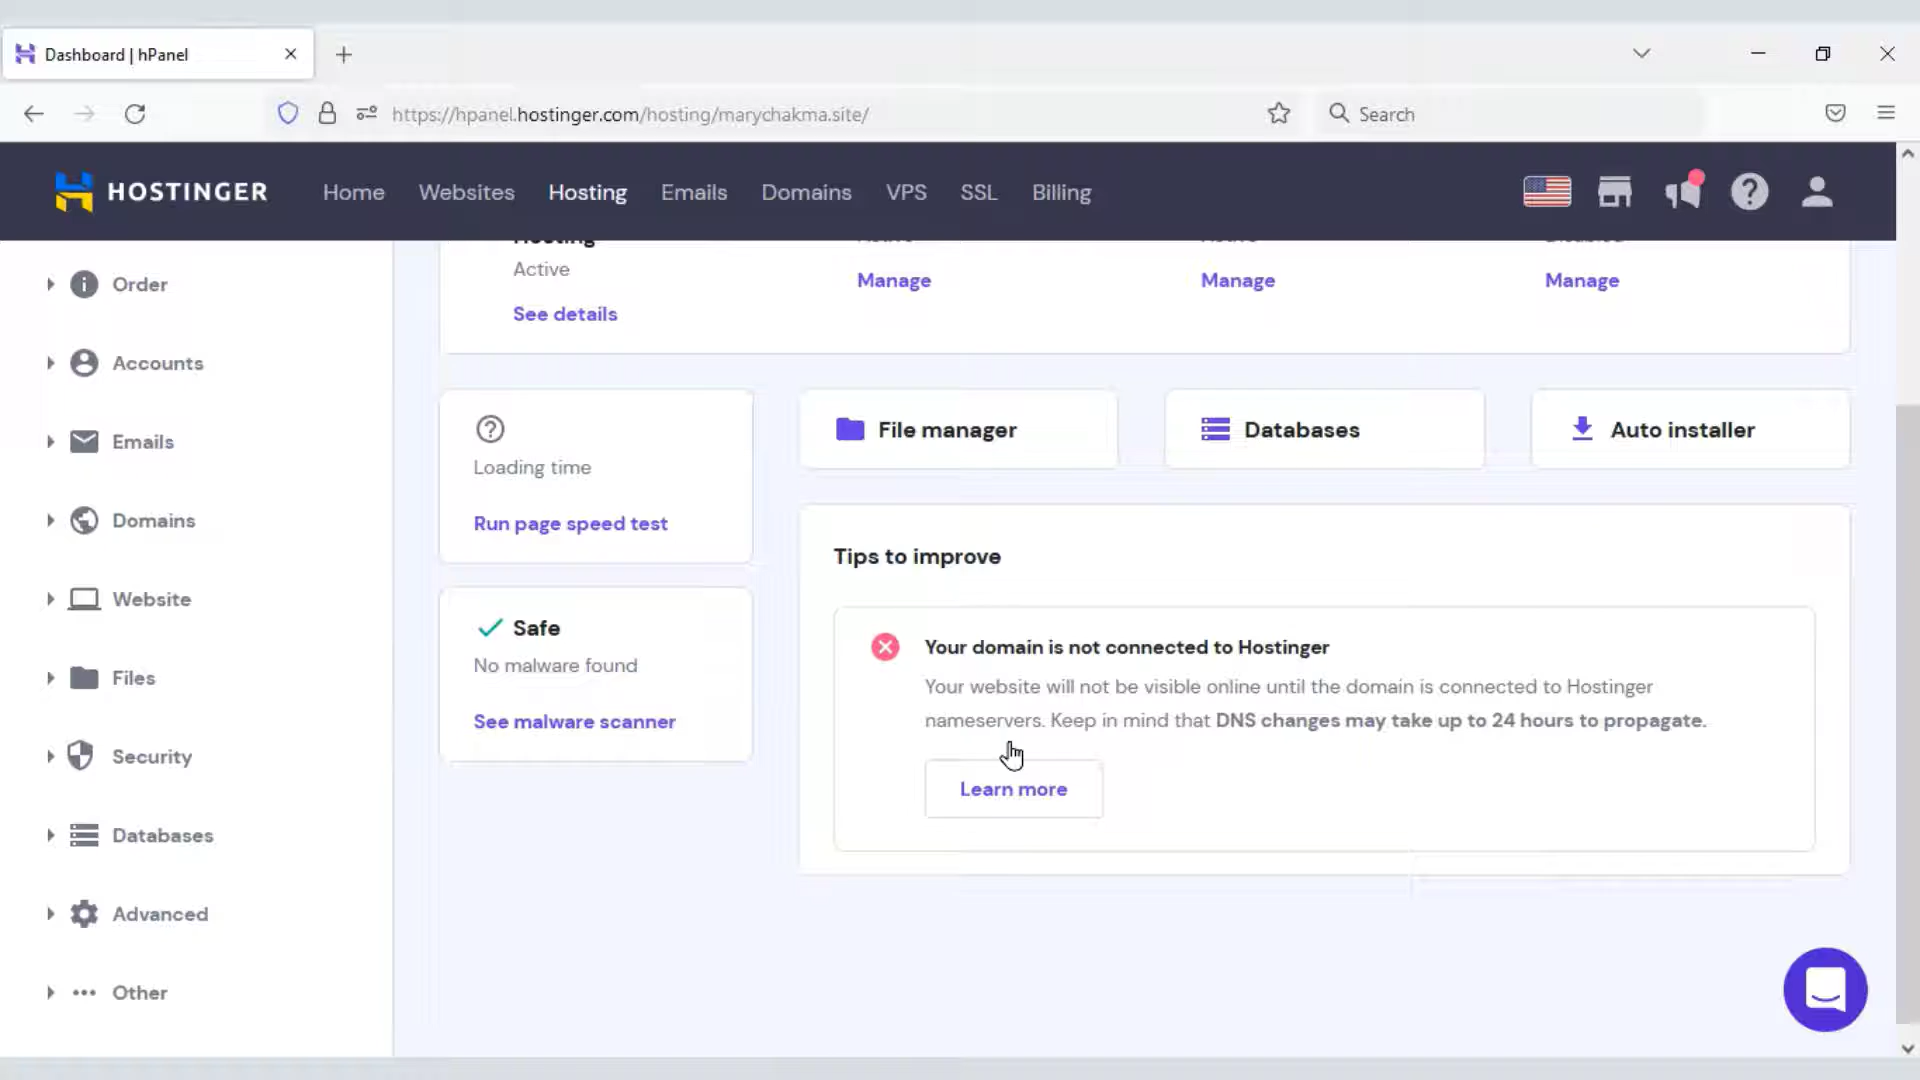 Dashboard | hPanel
https://hpanel.hostinger.com/hosting/marychakma.site/
Search
HOSTINGER
Home
Websites
Hosting
Emails
Domains
VPS
SSL
Billing
Order
Accounts
Emails
Domains
Website
Files
Security
Databases
Advanced
Other
Hosting
Active
See details
Active
Manage
Active
Manage
Disabled
Manage
Loading time
Run page speed test
Safe
No malware found
See malware scanner
File manager
Databases
Auto installer
Tips to improve
Your domain is not connected to Hostinger
Your website will not be visible online until the domain is connected to Hostinger
nameservers. Keep in mind that DNS changes may take up to 24 hours to propagate.
Learn more